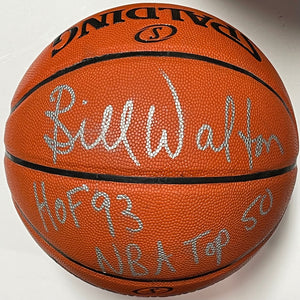 SPALDING
Bill Walton
HOF 93
NBA Top 50